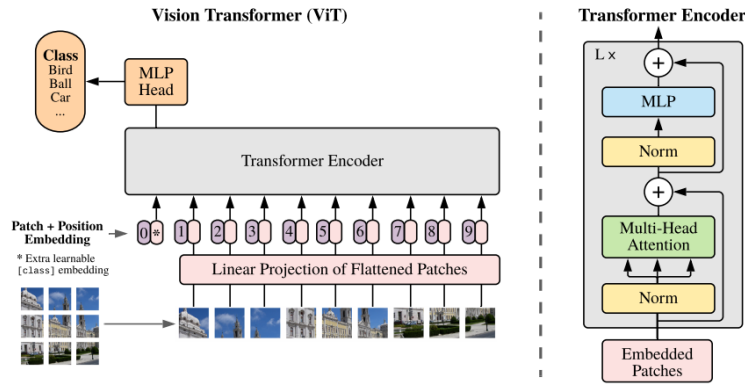 Vision Transformer (ViT)
Class
Bird
Ball
Car
...
MLP
Head
Transformer Encoder
Patch + Position
Embedding
0 * 1 2 3 4 5 6 7 8 9
* Extra learnable
[class] embedding
Linear Projection of Flattened Patches
Transformer Encoder
L ×
+
MLP
Norm
+
Multi-Head
Attention
Norm
Embedded
Patches